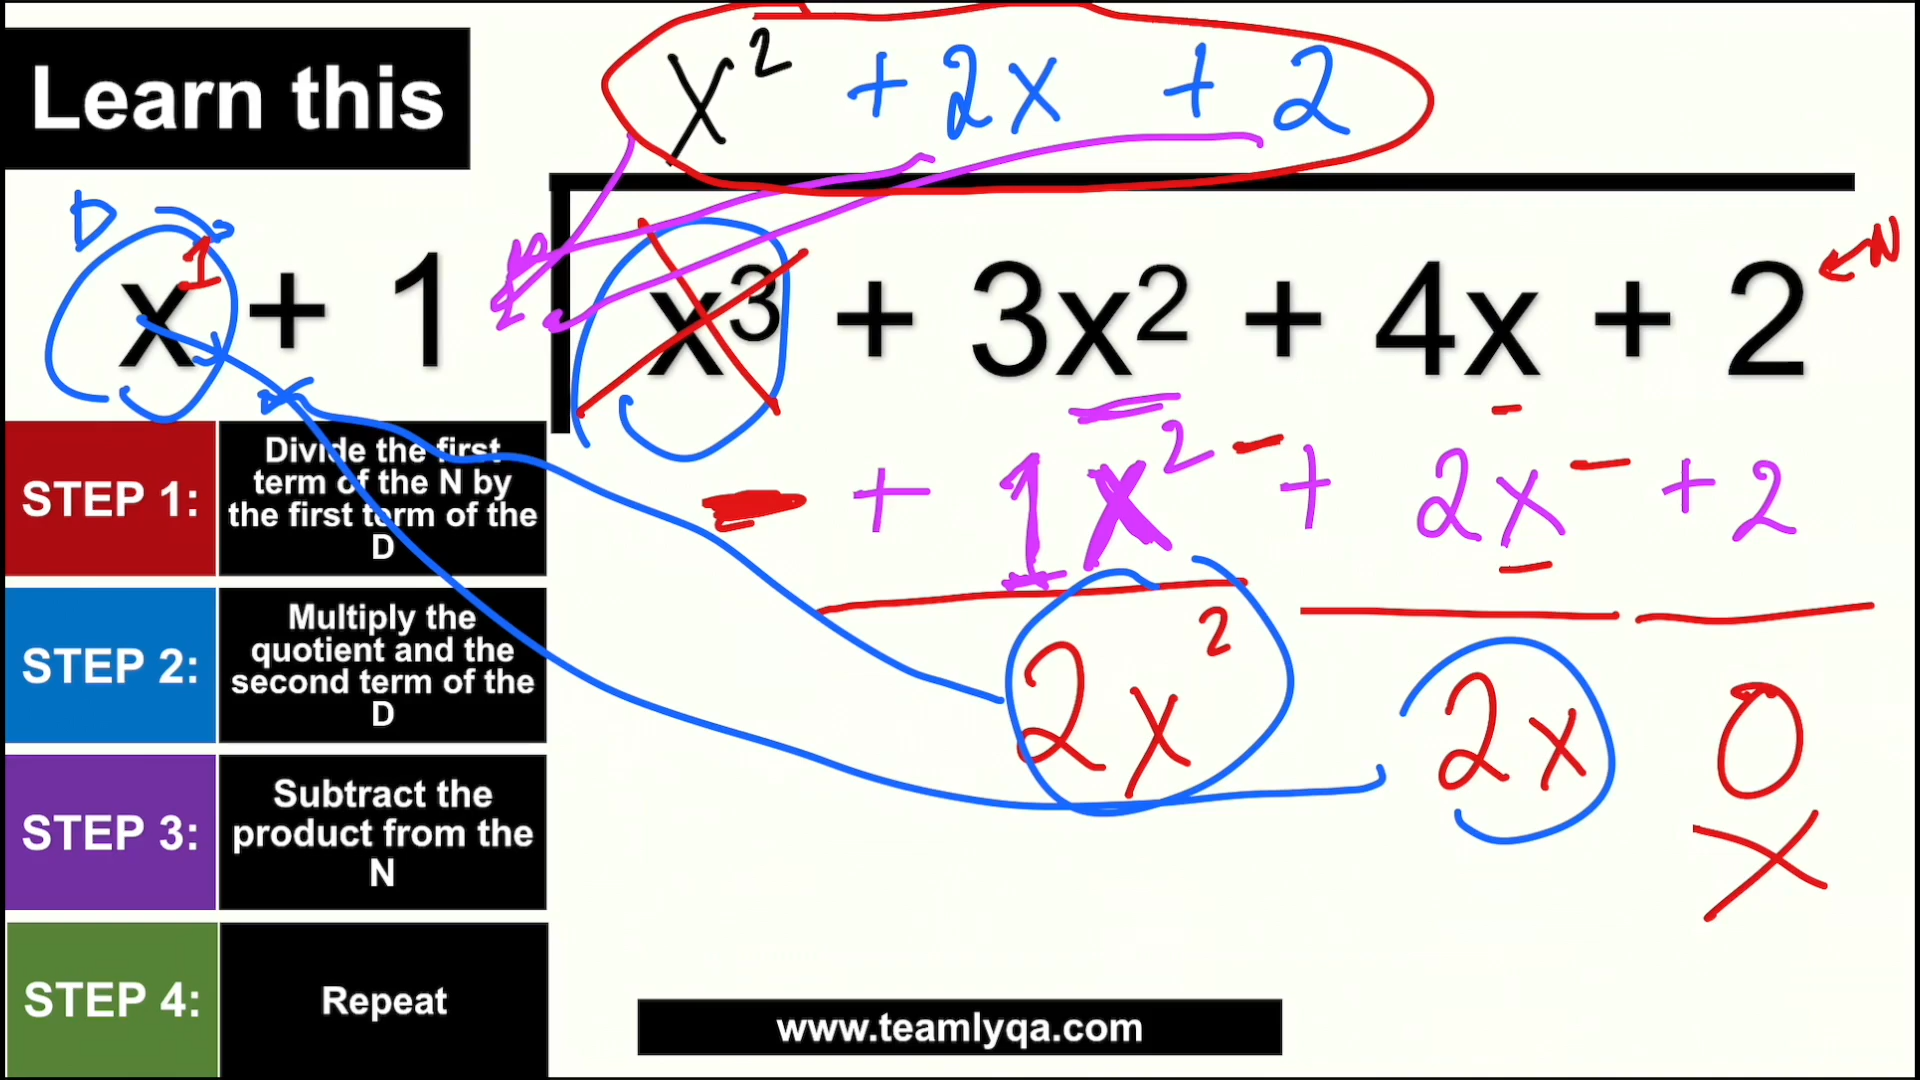 Learn this
x² + 2x + 2
D
1
N
x + 1
x³ + 3x² + 4x + 2
− + 1x² − + 2x − + 2
2x² 2x 0
STEP 1: Divide the first
term of the N by
the first term of the
D
STEP 2: Multiply the
quotient and the
second term of the
D
STEP 3: Subtract the
product from the
N
STEP 4: Repeat
www.teamlyqa.com